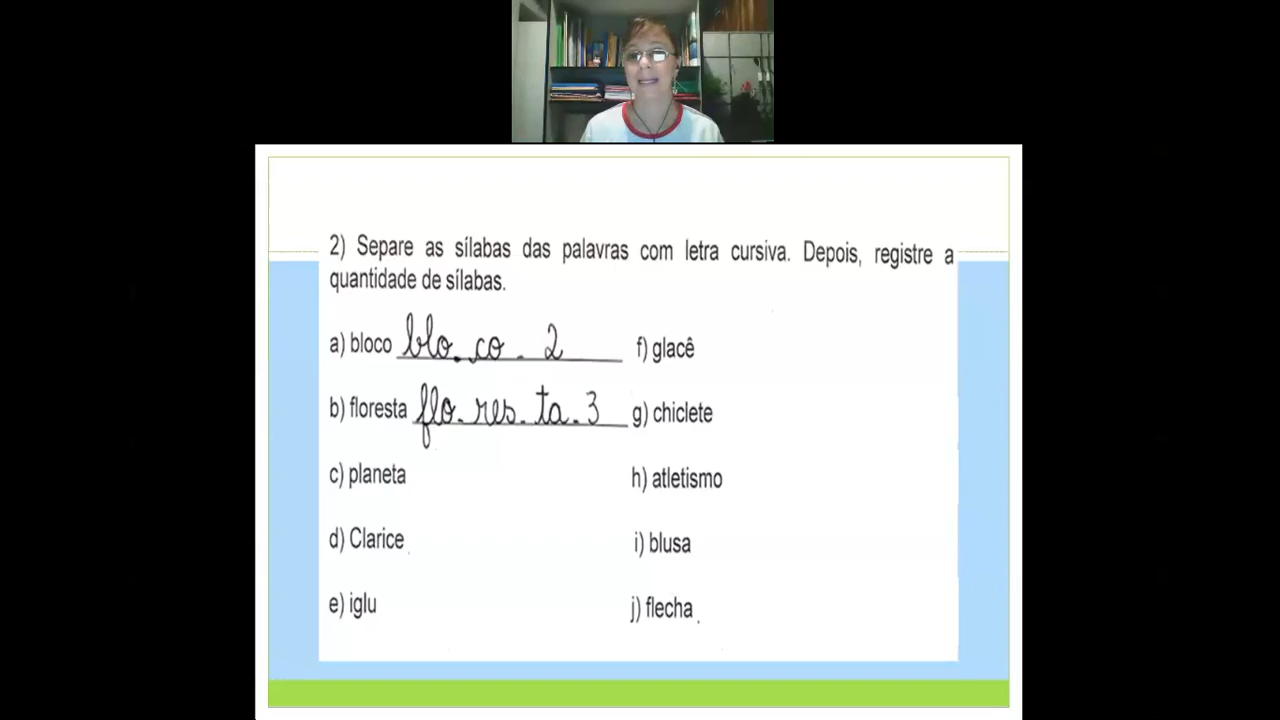 2) Separe as sílabas das palavras com letra cursiva. Depois, registre a
quantidade de sílabas.
a) bloco blo. co. 2
b) floresta flo. res. ta. 3
c) planeta
d) Clarice
e) iglu
f) glacê
g) chiclete
h) atletismo
i) blusa
j) flecha